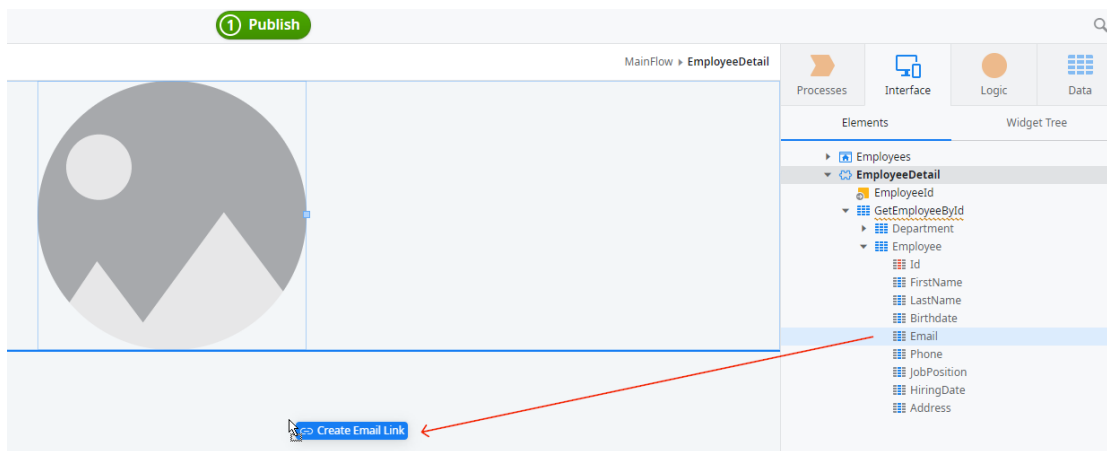 1 Publish
MainFlow ▸ EmployeeDetail
Processes
Interface
Logic
Data
Elements
Widget Tree
Employees
EmployeeDetail
EmployeeId
GetEmployeeById
Department
Employee
Id
FirstName
LastName
Birthdate
Email
Phone
JobPosition
HiringDate
Address
Create Email Link